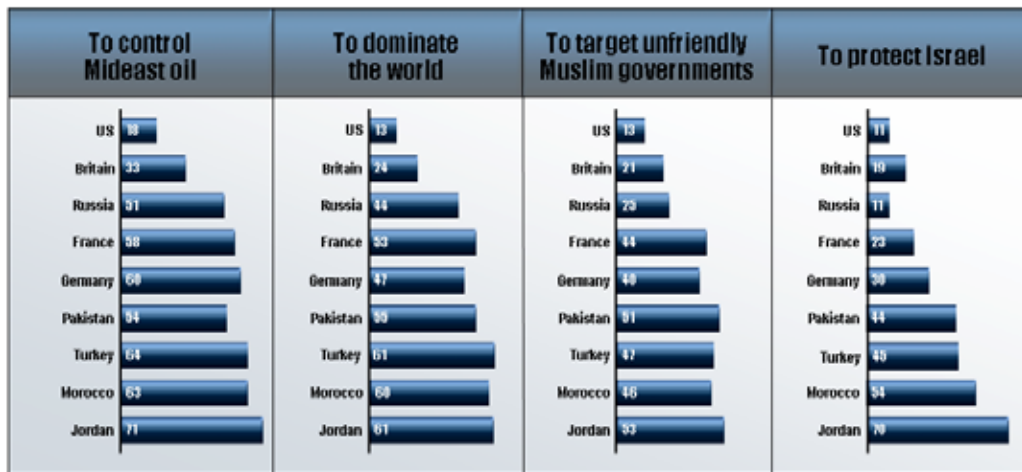 To control
Mideast oil
To dominate
the world
To target unfriendly
Muslim governments
To protect Israel
US 18
Britain 33
Russia 51
France 58
Germany 60
Pakistan 54
Turkey 64
Morocco 63
Jordan 71
US 13
Britain 24
Russia 44
France 53
Germany 47
Pakistan 55
Turkey 61
Morocco 60
Jordan 61
US 13
Britain 21
Russia 25
France 44
Germany 40
Pakistan 51
Turkey 47
Morocco 46
Jordan 53
US 11
Britain 19
Russia 11
France 23
Germany 30
Pakistan 44
Turkey 45
Morocco 54
Jordan 70